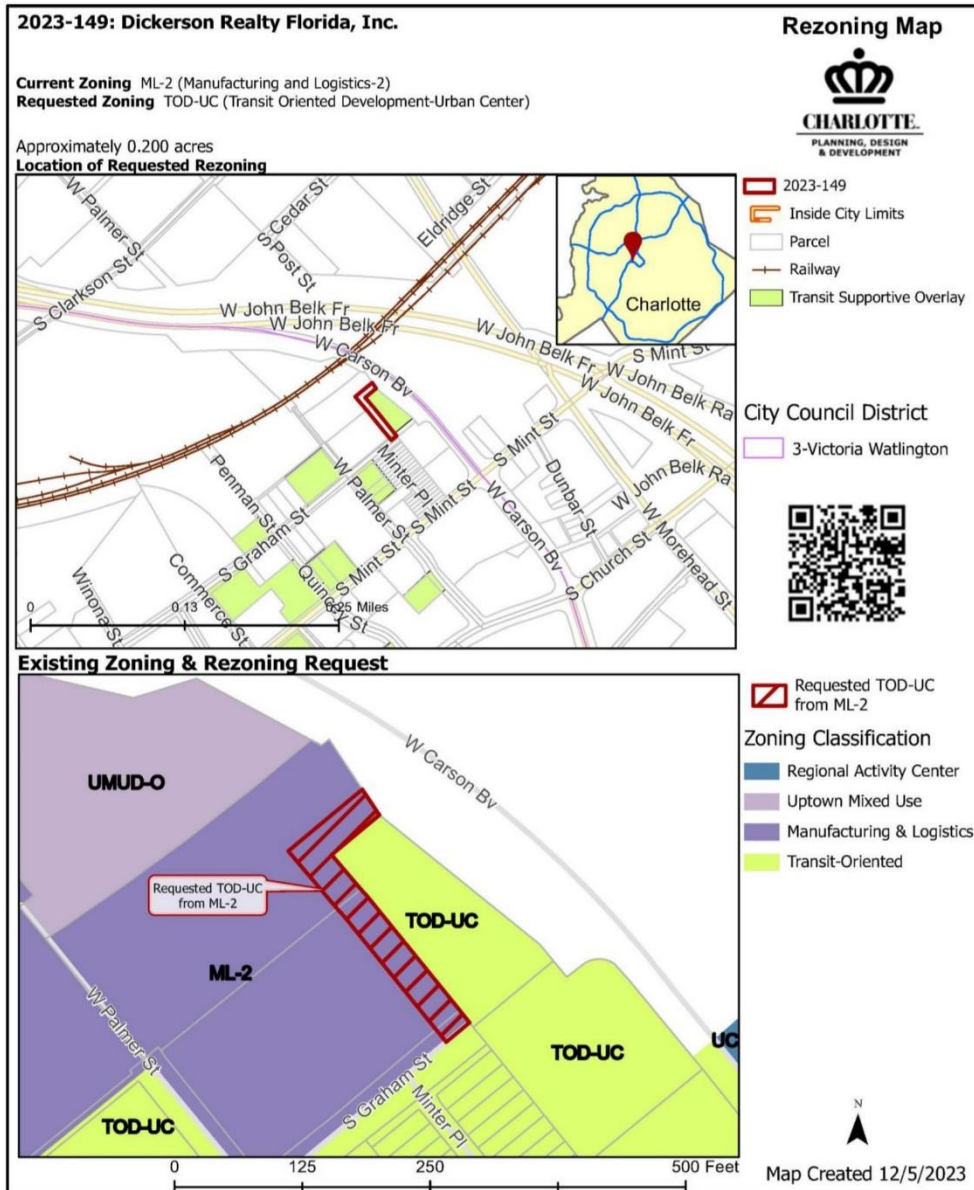 2023-149: Dickerson Realty Florida, Inc.
Current Zoning ML-2 (Manufacturing and Logistics-2)
Requested Zoning TOD-UC (Transit Oriented Development-Urban Center)
Approximately 0.200 acres
Location of Requested Rezoning
W Palmer St
S Cedar St
Post St
Eldridge St
S Clarkson St
W John Belk Fr
W John Belk Fr
W Carson Bv
W John Belk Fr
S Mint St
W John Belk Ra
W John Belk Fr
Charlotte
S Mint St
Dunbar St
W John Belk Ra
Minter Pl
W Palmer St
Penman St
S Graham St
S Mint St
W Carson Bv
W Morehead St
S Church St
S Mint St
Quincey St
Commerce St
Winona St
0
0.13
0.25 Miles
Rezoning Map
CHARLOTTE™
PLANNING, DESIGN
& DEVELOPMENT
2023-149
Inside City Limits
Parcel
Railway
Transit Supportive Overlay
City Council District
3-Victoria Watlington
Existing Zoning & Rezoning Request
UMUD-O
W Carson Bv
Requested TOD-UC
from ML-2
TOD-UC
ML-2
W Palmer St
TOD-UC
UC
S Graham St
Minter Pl
TOD-UC
0
125
250
500 Feet
Requested TOD-UC
from ML-2
Zoning Classification
Regional Activity Center
Uptown Mixed Use
Manufacturing & Logistics
Transit-Oriented
N
Map Created 12/5/2023